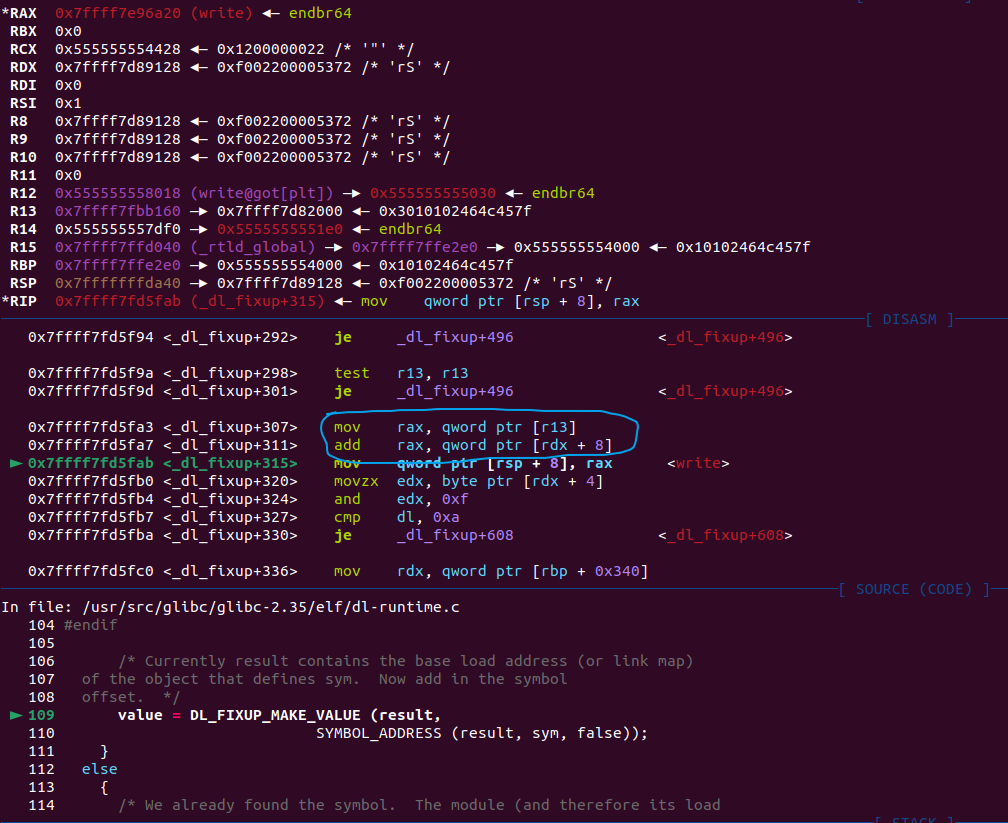 *RAX  0x7ffff7e96a20 (write) ◂— endbr64
RBX  0x0
RCX  0x555555554428 ◂— 0x1200000022 /* '"' */
RDX  0x7ffff7d89128 ◂— 0xf002200005372 /* 'rS' */
RDI  0x0
RSI  0x1
R8   0x7ffff7d89128 ◂— 0xf002200005372 /* 'rS' */
R9   0x7ffff7d89128 ◂— 0xf002200005372 /* 'rS' */
R10  0x7ffff7d89128 ◂— 0xf002200005372 /* 'rS' */
R11  0x0
R12  0x555555558018 (write@got[plt]) —▸ 0x555555555030 ◂— endbr64
R13  0x7ffff7fbb160 —▸ 0x7ffff7d82000 ◂— 0x3010102464c457f
R14  0x555555557df0 —▸ 0x5555555551e0 ◂— endbr64
R15  0x7ffff7ffd040 (_rtld_global) —▸ 0x7ffff7ffe2e0 —▸ 0x555555554000 ◂— 0x10102464c457f
RBP  0x7ffff7ffe2e0 —▸ 0x555555554000 ◂— 0x10102464c457f
RSP  0x7fffffffda40 —▸ 0x7ffff7d89128 ◂— 0xf002200005372 /* 'rS' */
*RIP  0x7ffff7fd5fab (_dl_fixup+315) ◂— mov    qword ptr [rsp + 8], rax
[ DISASM ]
0x7ffff7fd5f94 <_dl_fixup+292>    je     _dl_fixup+496                <_dl_fixup+496>
0x7ffff7fd5f9a <_dl_fixup+298>    test   r13, r13
0x7ffff7fd5f9d <_dl_fixup+301>    je     _dl_fixup+496                <_dl_fixup+496>
0x7ffff7fd5fa3 <_dl_fixup+307>    mov    rax, qword ptr [r13]
0x7ffff7fd5fa7 <_dl_fixup+311>    add    rax, qword ptr [rdx + 8]
► 0x7ffff7fd5fab <_dl_fixup+315>    mov    qword ptr [rsp + 8], rax      <write>
0x7ffff7fd5fb0 <_dl_fixup+320>    movzx  edx, byte ptr [rdx + 4]
0x7ffff7fd5fb4 <_dl_fixup+324>    and    edx, 0xf
0x7ffff7fd5fb7 <_dl_fixup+327>    cmp    dl, 0xa
0x7ffff7fd5fba <_dl_fixup+330>    je     _dl_fixup+608                <_dl_fixup+608>
0x7ffff7fd5fc0 <_dl_fixup+336>    mov    rdx, qword ptr [rbp + 0x340]
[ SOURCE (CODE) ]
In file: /usr/src/glibc/glibc-2.35/elf/dl-runtime.c
104 #endif
105
106       /* Currently result contains the base load address (or link map)
107   of the object that defines sym.  Now add in the symbol
108   offset.  */
► 109       value = DL_FIXUP_MAKE_VALUE (result,
110                             SYMBOL_ADDRESS (result, sym, false));
111     }
112   else
113     {
114       /* We already found the symbol.  The module (and therefore its load
[ STACK ]